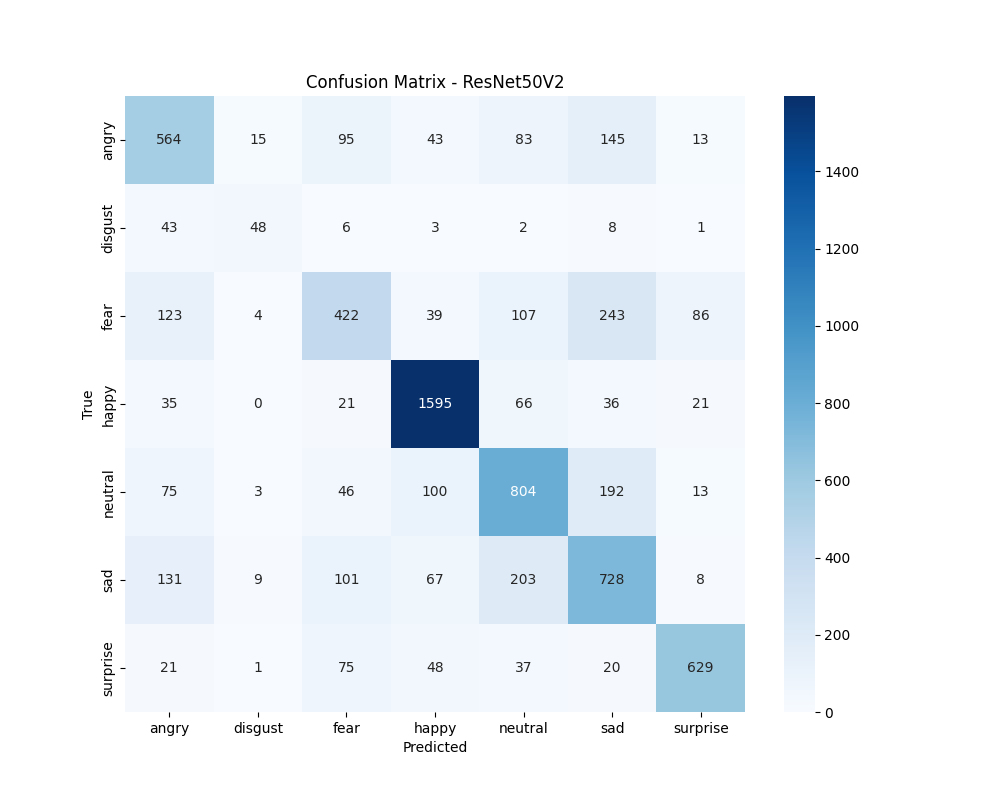 Confusion Matrix - ResNet50V2
True
angry 564 15 95 43 83 145 13
disgust 43 48 6 3 2 8 1
fear 123 4 422 39 107 243 86
happy 35 0 21 1595 66 36 21
neutral 75 3 46 100 804 192 13
sad 131 9 101 67 203 728 8
surprise 21 1 75 48 37 20 629
angry disgust fear happy neutral sad surprise
Predicted
1400
1200
1000
800
600
400
200
0